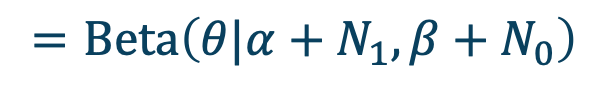 = Beta(θ|α + N₁, β + N₀)